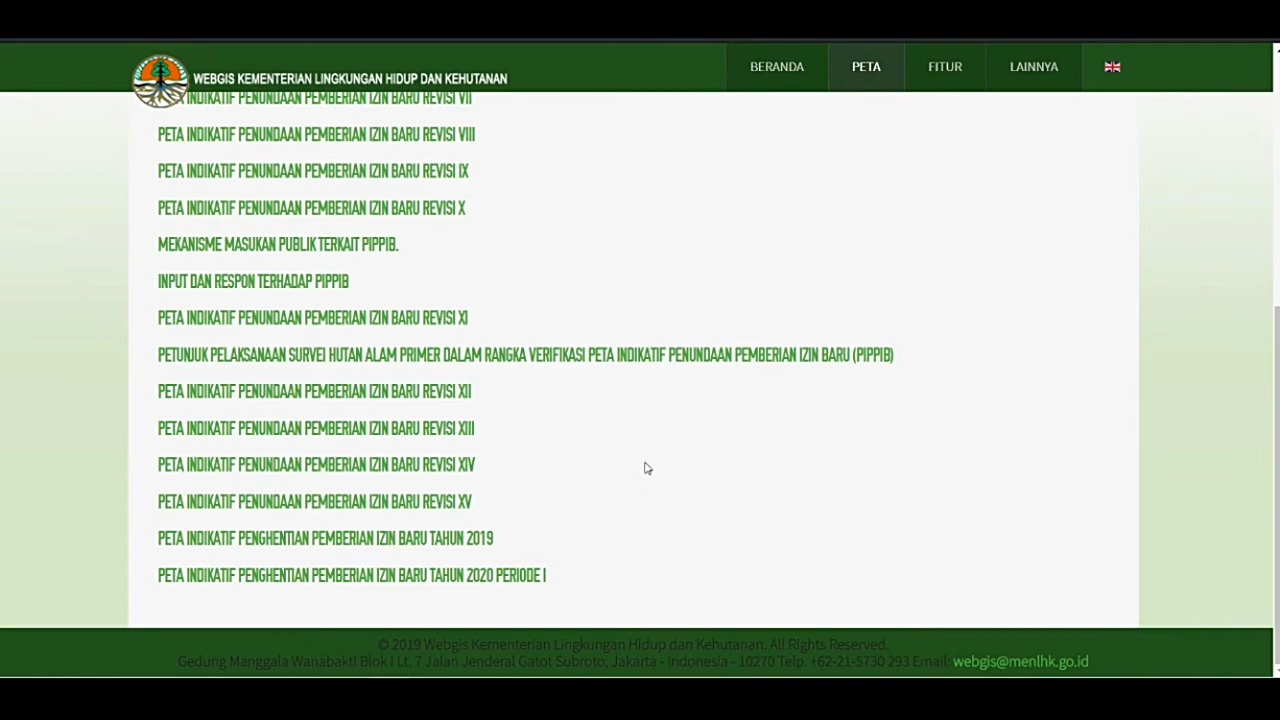 WEBGIS KEMENTERIAN LINGKUNGAN HIDUP DAN KEHUTANAN
BERANDA PETA FITUR LAINNYA
INDIKATIF PENUNDAAN PEMBERIAN IZIN BARU REVISI VII
PETA INDIKATIF PENUNDAAN PEMBERIAN IZIN BARU REVISI VIII
PETA INDIKATIF PENUNDAAN PEMBERIAN IZIN BARU REVISI IX
PETA INDIKATIF PENUNDAAN PEMBERIAN IZIN BARU REVISI X
MEKANISME MASUKAN PUBLIK TERKAIT PIPPIB.
INPUT DAN RESPON TERHADAP PIPPIB
PETA INDIKATIF PENUNDAAN PEMBERIAN IZIN BARU REVISI XI
PETUNJUK PELAKSANAAN SURVEI HUTAN ALAM PRIMER DALAM RANGKA VERIFIKASI PETA INDIKATIF PENUNDAAN PEMBERIAN IZIN BARU (PIPPIB)
PETA INDIKATIF PENUNDAAN PEMBERIAN IZIN BARU REVISI XII
PETA INDIKATIF PENUNDAAN PEMBERIAN IZIN BARU REVISI XIII
PETA INDIKATIF PENUNDAAN PEMBERIAN IZIN BARU REVISI XIV
PETA INDIKATIF PENUNDAAN PEMBERIAN IZIN BARU REVISI XV
PETA INDIKATIF PENGHENTIAN PEMBERIAN IZIN BARU TAHUN 2019
PETA INDIKATIF PENGHENTIAN PEMBERIAN IZIN BARU TAHUN 2020 PERIODE I
© 2019 Webgis Kementerian Lingkungan Hidup dan Kehutanan. All Rights Reserved.
Gedung Manggala Wanabakti Blok I Lt. 7 Jalan Jenderal Gatot Subroto, Jakarta - Indonesia - 10270 Telp. +62-21-5730 293 Email: webgis@menlhk.go.id